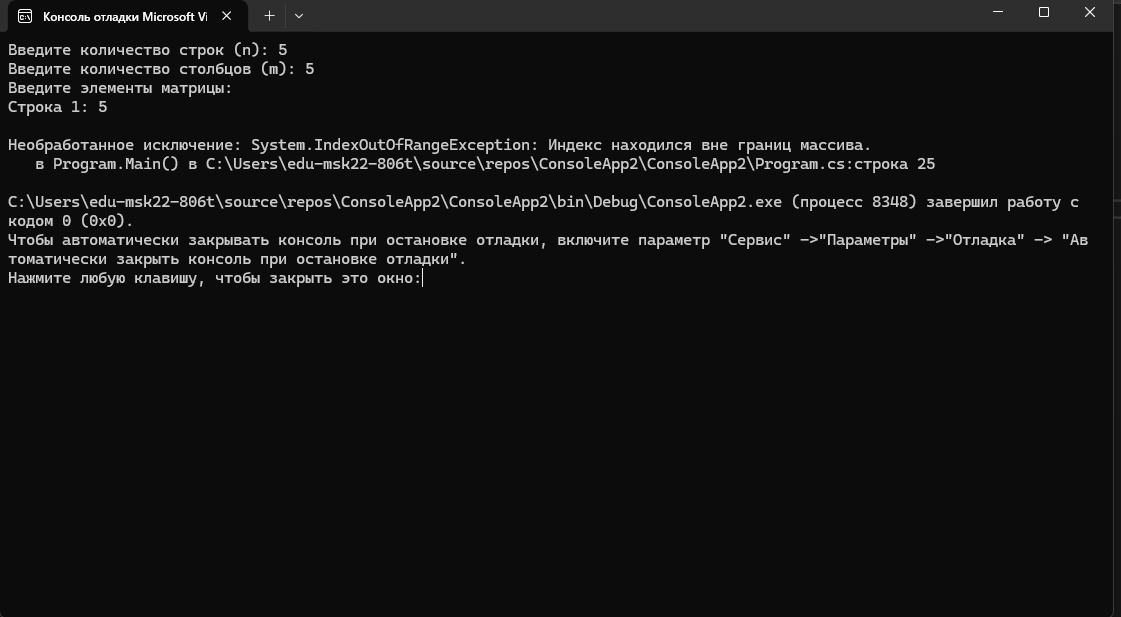 Консоль отладки Microsoft Vi
Введите количество строк (n): 5
Введите количество столбцов (m): 5
Введите элементы матрицы:
Строка 1: 5
Необработанное исключение: System.IndexOutOfRangeException: Индекс находился вне границ массива.
в Program.Main() в C:\Users\edu-msk22-806t\source\repos\ConsoleApp2\ConsoleApp2\Program.cs:строка 25
C:\Users\edu-msk22-806t\source\repos\ConsoleApp2\ConsoleApp2\bin\Debug\ConsoleApp2.exe (процесс 8348) завершил работу с
кодом 0 (0x0).
Чтобы автоматически закрывать консоль при остановке отладки, включите параметр "Сервис" ->"Параметры" ->"Отладка" -> "Ав
томатически закрыть консоль при остановке отладки".
Нажмите любую клавишу, чтобы закрыть это окно: